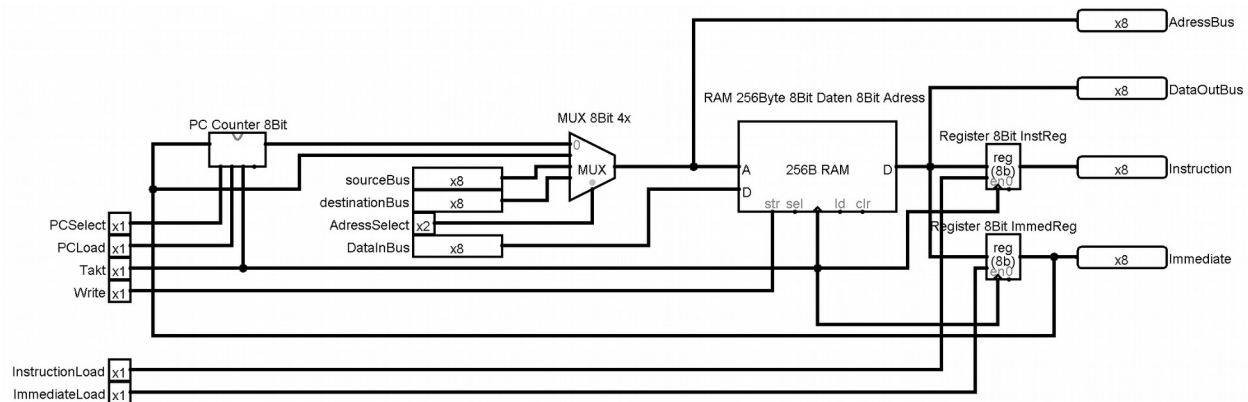 x8 AdressBus
x8 DataOutBus
RAM 256Byte 8Bit Daten 8Bit Adress
MUX 8Bit 4x
PC Counter 8Bit
Register 8Bit InstReg
0
MUX
A 256B RAM D
reg
(8b)
en0
x8 Instruction
sourceBus x8
destinationBus x8
D
str sel ld clr
PCSelect x1
AdressSelect x2
Register 8Bit ImmedReg
PCLoad x1
DataInBus x8
reg
(8b)
en0
x8 Immediate
Takt x1
Write x1
InstructionLoad x1
ImmediateLoad x1